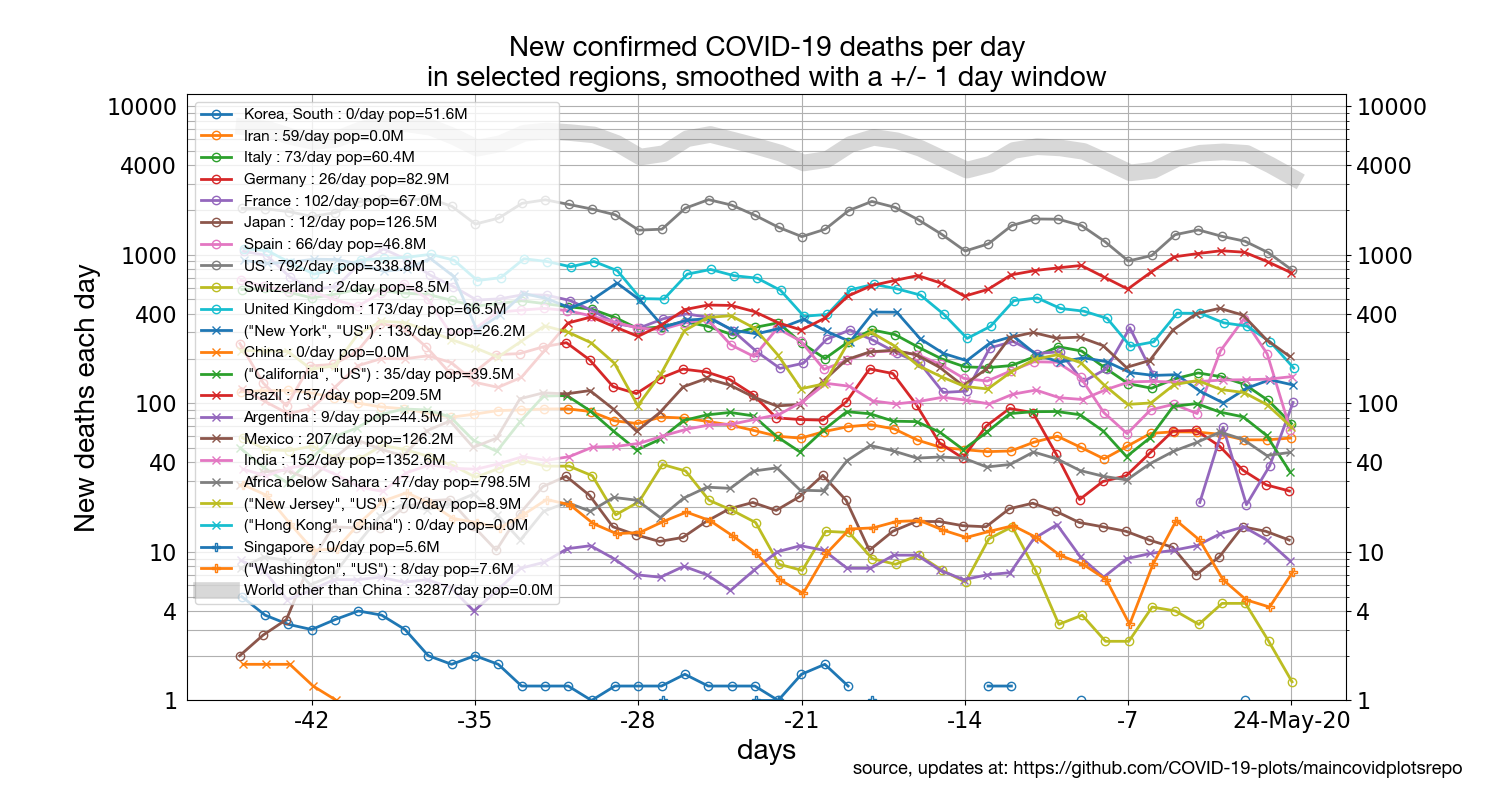 New confirmed COVID-19 deaths per day
in selected regions, smoothed with a +/- 1 day window
10000
4000
1000
400
100
40
10
4
1
New deaths each day
Korea, South : 0/day pop=51.6M
Iran : 59/day pop=0.0M
Italy : 73/day pop=60.4M
Germany : 26/day pop=82.9M
France : 102/day pop=67.0M
Japan : 12/day pop=126.5M
Spain : 66/day pop=46.8M
US : 792/day pop=338.8M
Switzerland : 2/day pop=8.5M
United Kingdom : 173/day pop=66.5M
("New York", "US") : 133/day pop=26.2M
China : 0/day pop=0.0M
("California", "US") : 35/day pop=39.5M
Brazil : 757/day pop=209.5M
Argentina : 9/day pop=44.5M
Mexico : 207/day pop=126.2M
India : 152/day pop=1352.6M
Africa below Sahara : 47/day pop=798.5M
("New Jersey", "US") : 70/day pop=8.9M
("Hong Kong", "China") : 0/day pop=0.0M
Singapore : 0/day pop=5.6M
("Washington", "US") : 8/day pop=7.6M
World other than China : 3287/day pop=0.0M
10000
4000
1000
400
100
40
10
4
1
-42 -35 -28 -21 -14 -7 24-May-20
days
source, updates at: https://github.com/COVID-19-plots/maincovidplotsrepo